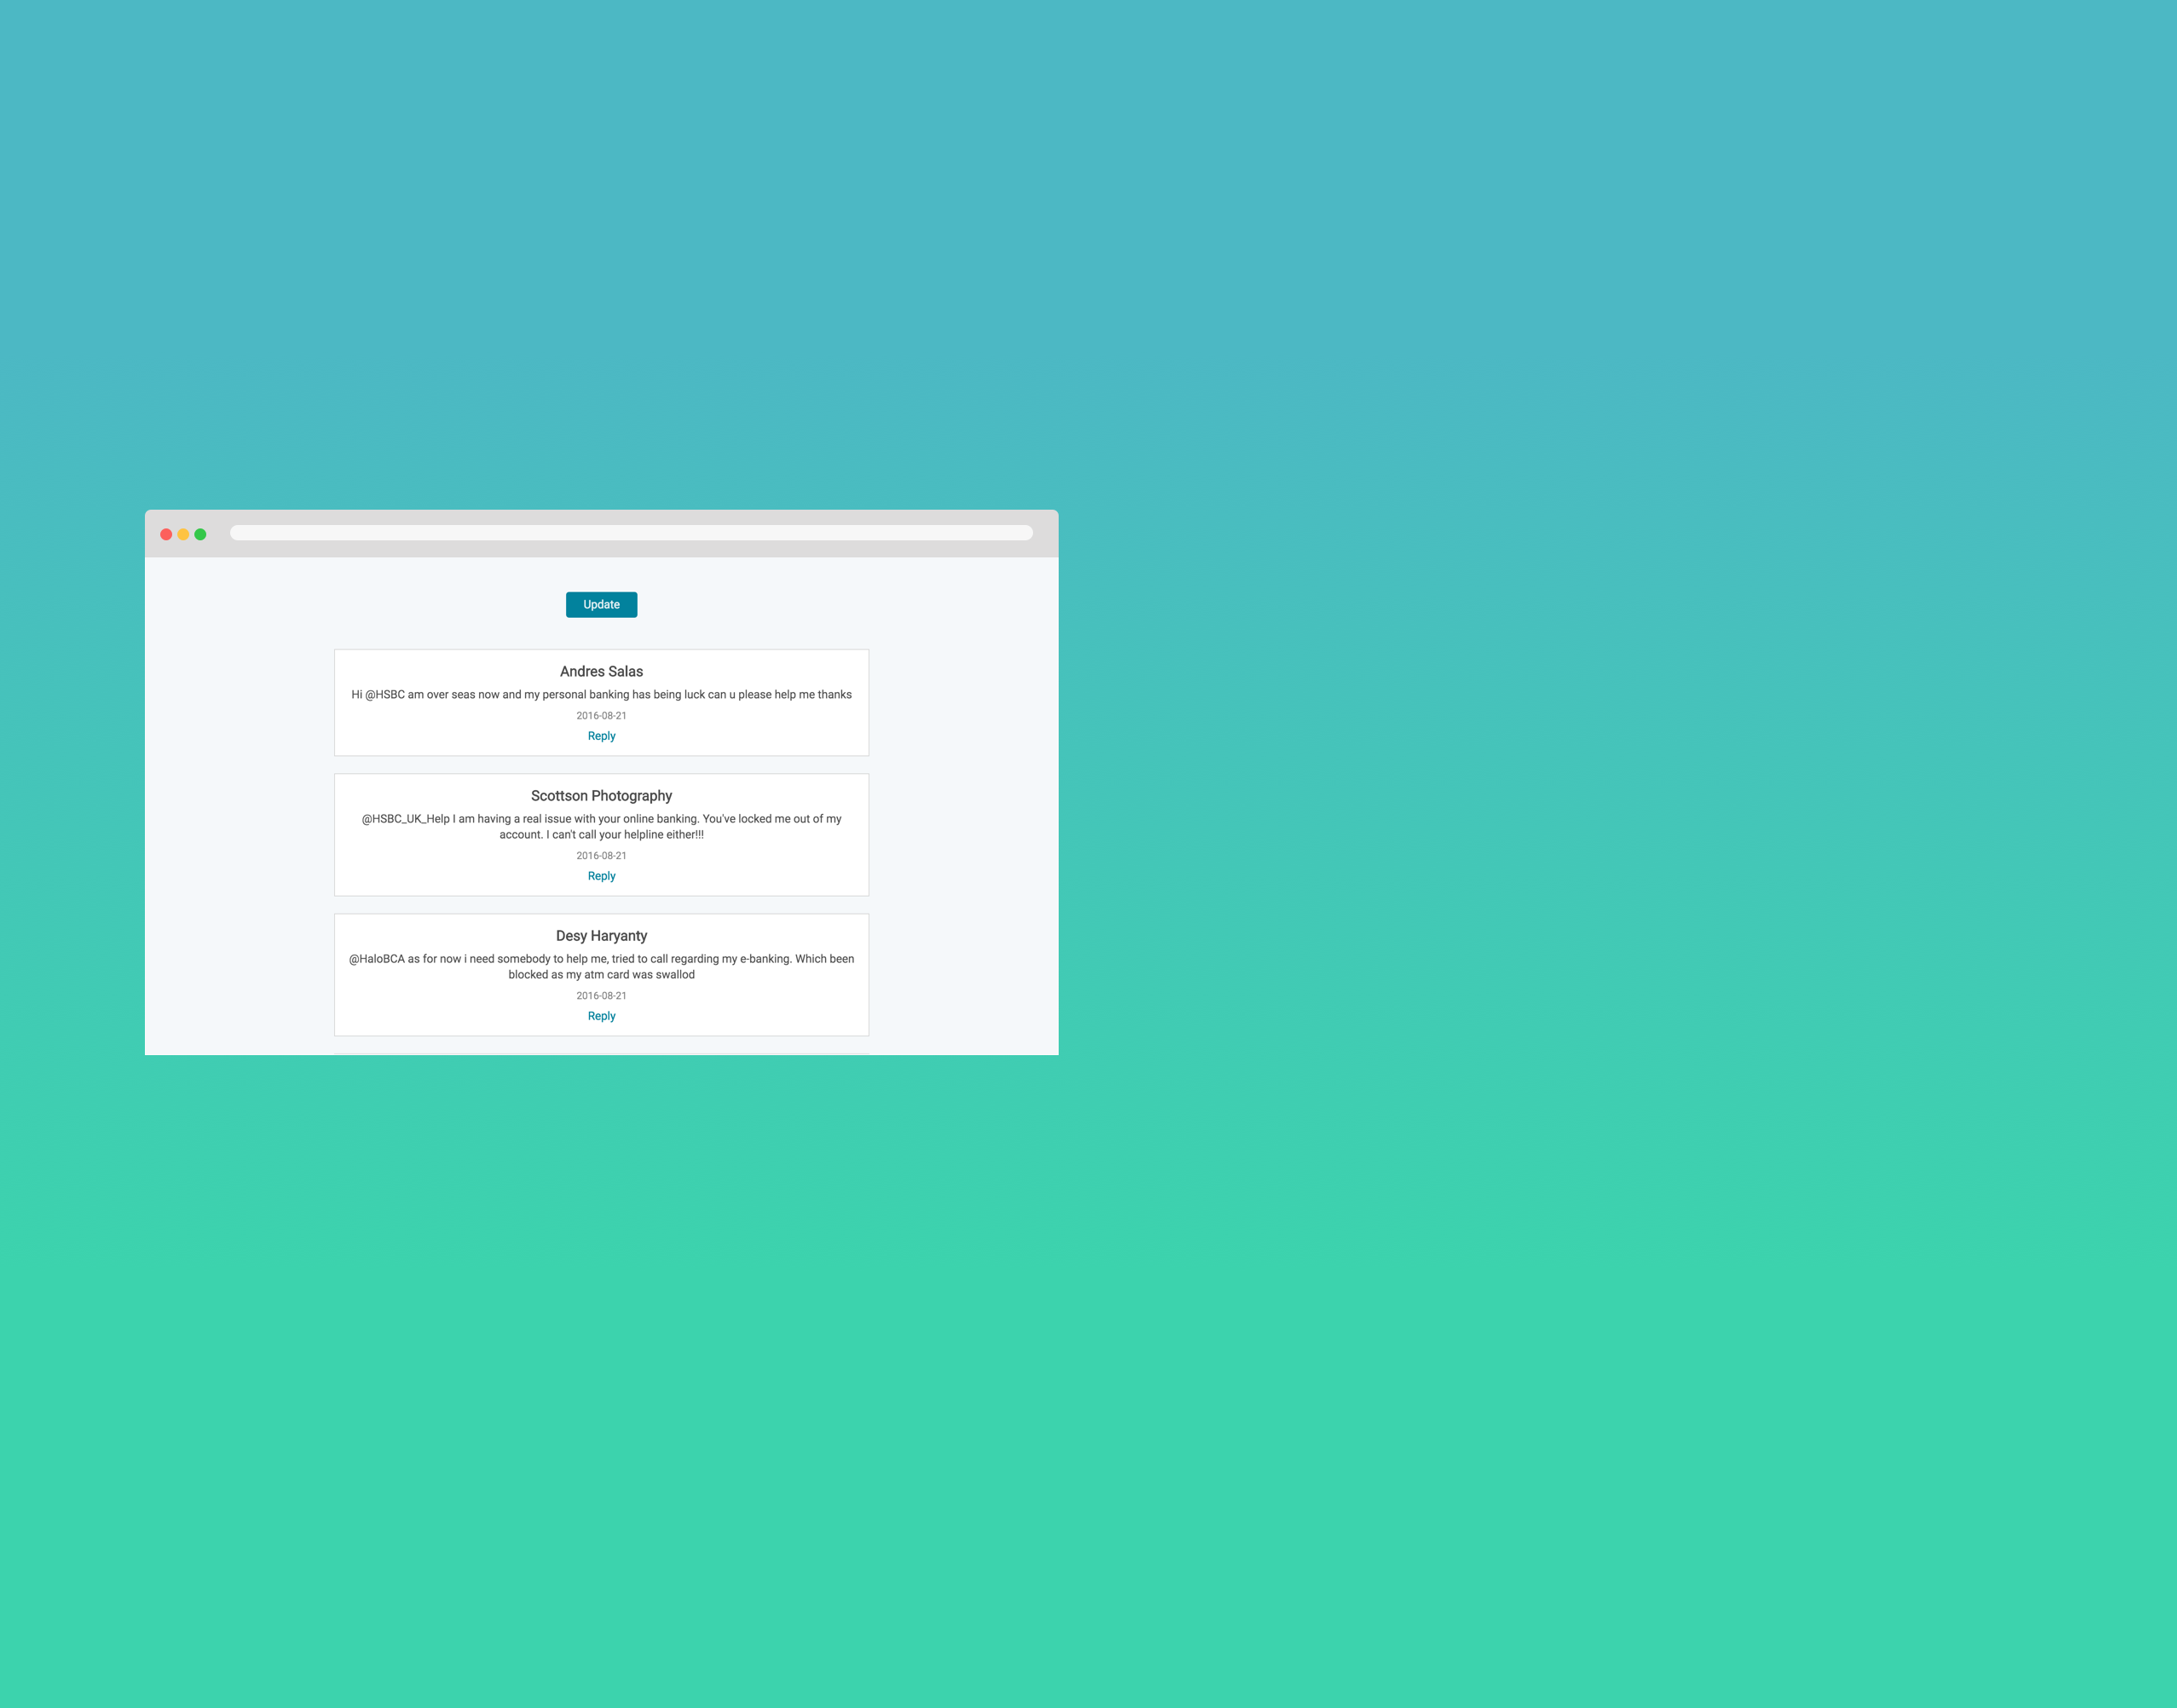 Update
Andres Salas
Hi @HSBC am over seas now and my personal banking has being luck can u please help me thanks
2016-08-21
Reply
Scottson Photography
@HSBC_UK_Help I am having a real issue with your online banking. You've locked me out of my
account. I can't call your helpline either!!!
2016-08-21
Reply
Desy Haryanty
@HaloBCA as for now i need somebody to help me, tried to call regarding my e-banking. Which been
blocked as my atm card was swallod
2016-08-21
Reply